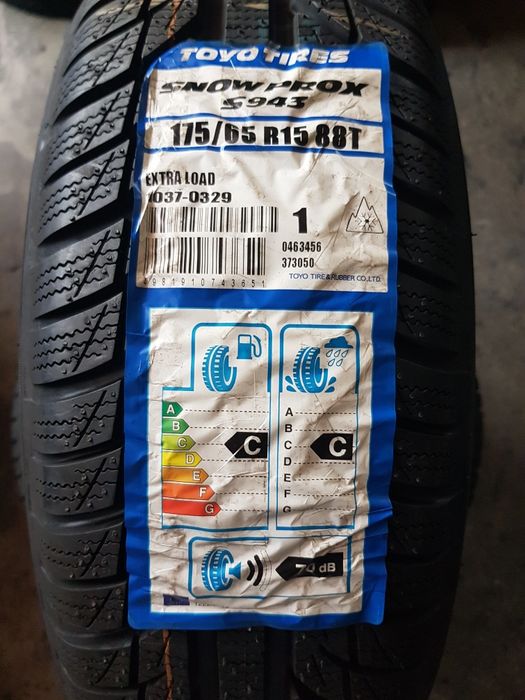 TOYO TIRES
SNOWPROX
S943
175/65 R15 88T
EXTRA LOAD
1037-0329
1
0463456
373050
4981910743651
TOYO TIRE & RUBBER CO.,LTD.
A
B
C
D
E
F
G
C
A
B
C
D
E
F
G
C
dB